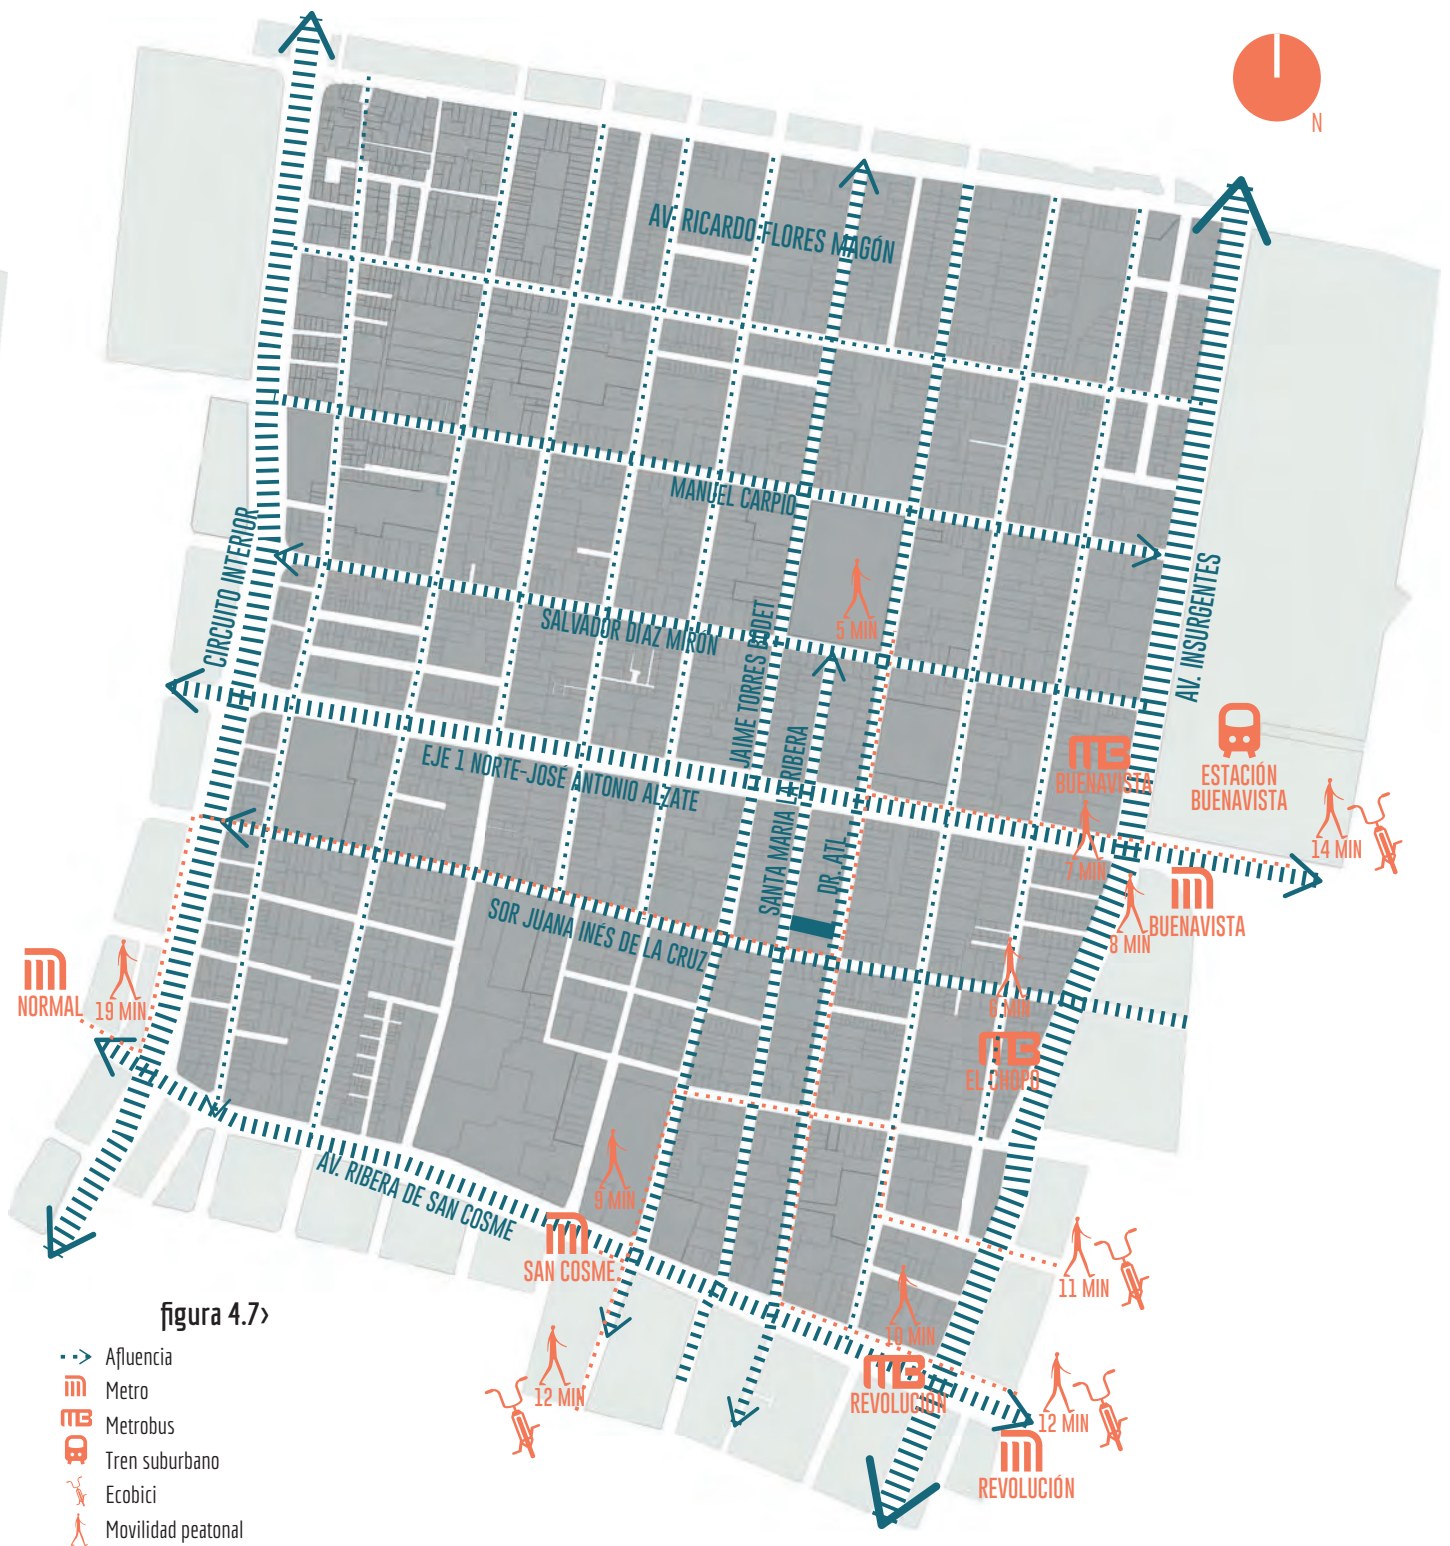 N
AV. RICARDO FLORES MAGÓN
MANUEL CARPIO
CIRCUITO INTERIOR
5 MIN
SALVADOR DÍAZ MIRÓN
JAIME TORRES BODET
AV. INSURGENTES
SANTA MARIA LA RIBERA
EJE 1 NORTE-JOSÉ ANTONIO ALZATE
BUENAVISTA
ESTACIÓN
BUENAVISTA
14 MIN
7 MIN
DR. ATL
BUENAVISTA
8 MIN
SOR JUANA INÉS DE LA CRUZ
NORMAL
19 MIN
6 MIN
EL CHOPO
AV. RIBERA DE SAN COSME
9 MIN
SAN COSME
11 MIN
10 MIN
12 MIN
REVOLUCIÓN
12 MIN
REVOLUCIÓN
figura 4.7›
Afluencia
Metro
Metrobus
Tren suburbano
Ecobici
Movilidad peatonal